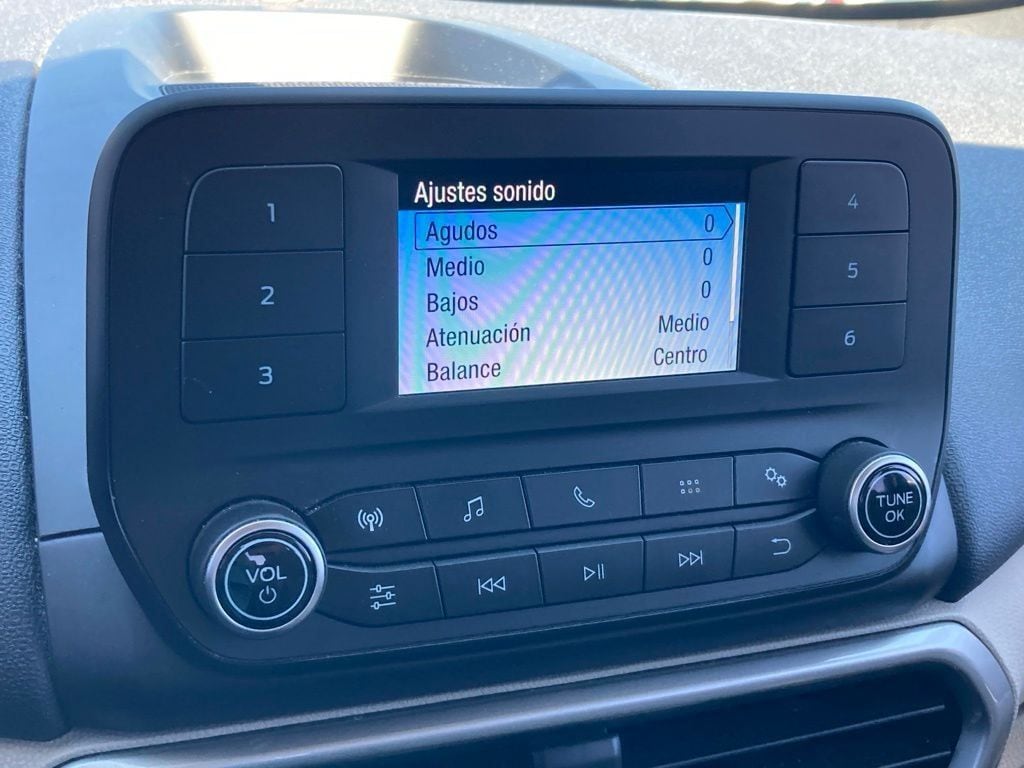 Ajustes sonido
Agudos 0
Medio 0
Bajos 0
Atenuación Medio
Balance Centro
1
2
3
4
5
6
VOL
TUNE
OK